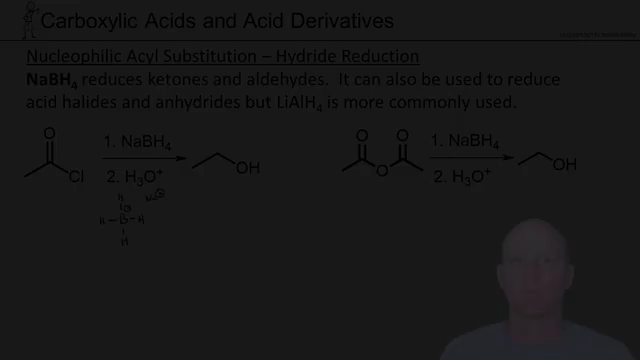 Carboxylic Acids and Acid Derivatives
Nucleophilic Acyl Substitution – Hydride Reduction
NaBH₄ reduces ketones and aldehydes. It can also be used to reduce
acid halides and anhydrides but LiAlH₄ is more commonly used.
O
Cl
1. NaBH₄
2. H₃O⁺
OH
O O
O
1. NaBH₄
2. H₃O⁺
OH
H H⊖
⊖
H–B–H
H